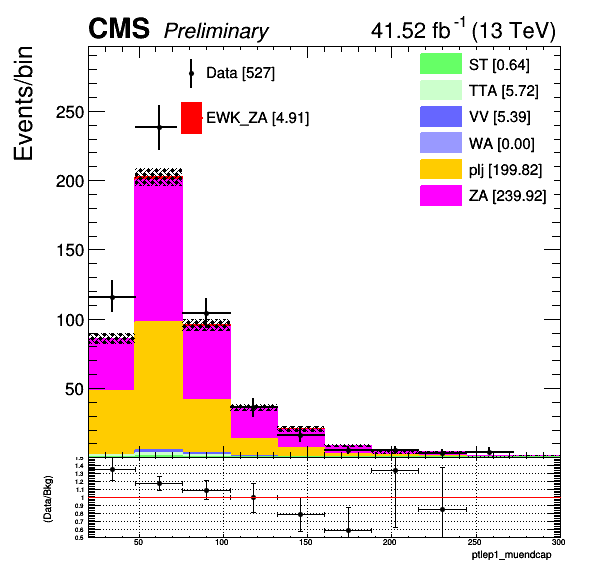 CMS Preliminary 41.52 fb-1 (13 TeV)
Events/bin
Data [527]
EWK_ZA [4.91]
ST [0.64]
TTA [5.72]
VV [5.39]
WA [0.00]
plj [199.82]
ZA [239.92]
250
200
150
100
50
(Data/Bkg)
1.5
1.4
1.3
1.2
1.1
1
0.9
0.8
0.7
0.6
0.5
50 100 150 200 250 300
ptlep1_muendcap